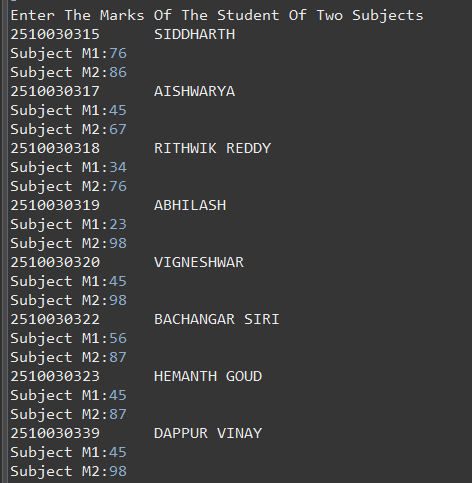 Enter The Marks Of The Student Of Two Subjects
2510030315 SIDDHARTH
Subject M1:76
Subject M2:86
2510030317 AISHWARYA
Subject M1:45
Subject M2:67
2510030318 RITHWIK REDDY
Subject M1:34
Subject M2:76
2510030319 ABHILASH
Subject M1:23
Subject M2:98
2510030320 VIGNESHWAR
Subject M1:45
Subject M2:98
2510030322 BACHANGAR SIRI
Subject M1:56
Subject M2:87
2510030323 HEMANTH GOUD
Subject M1:45
Subject M2:87
2510030339 DAPPUR VINAY
Subject M1:45
Subject M2:98